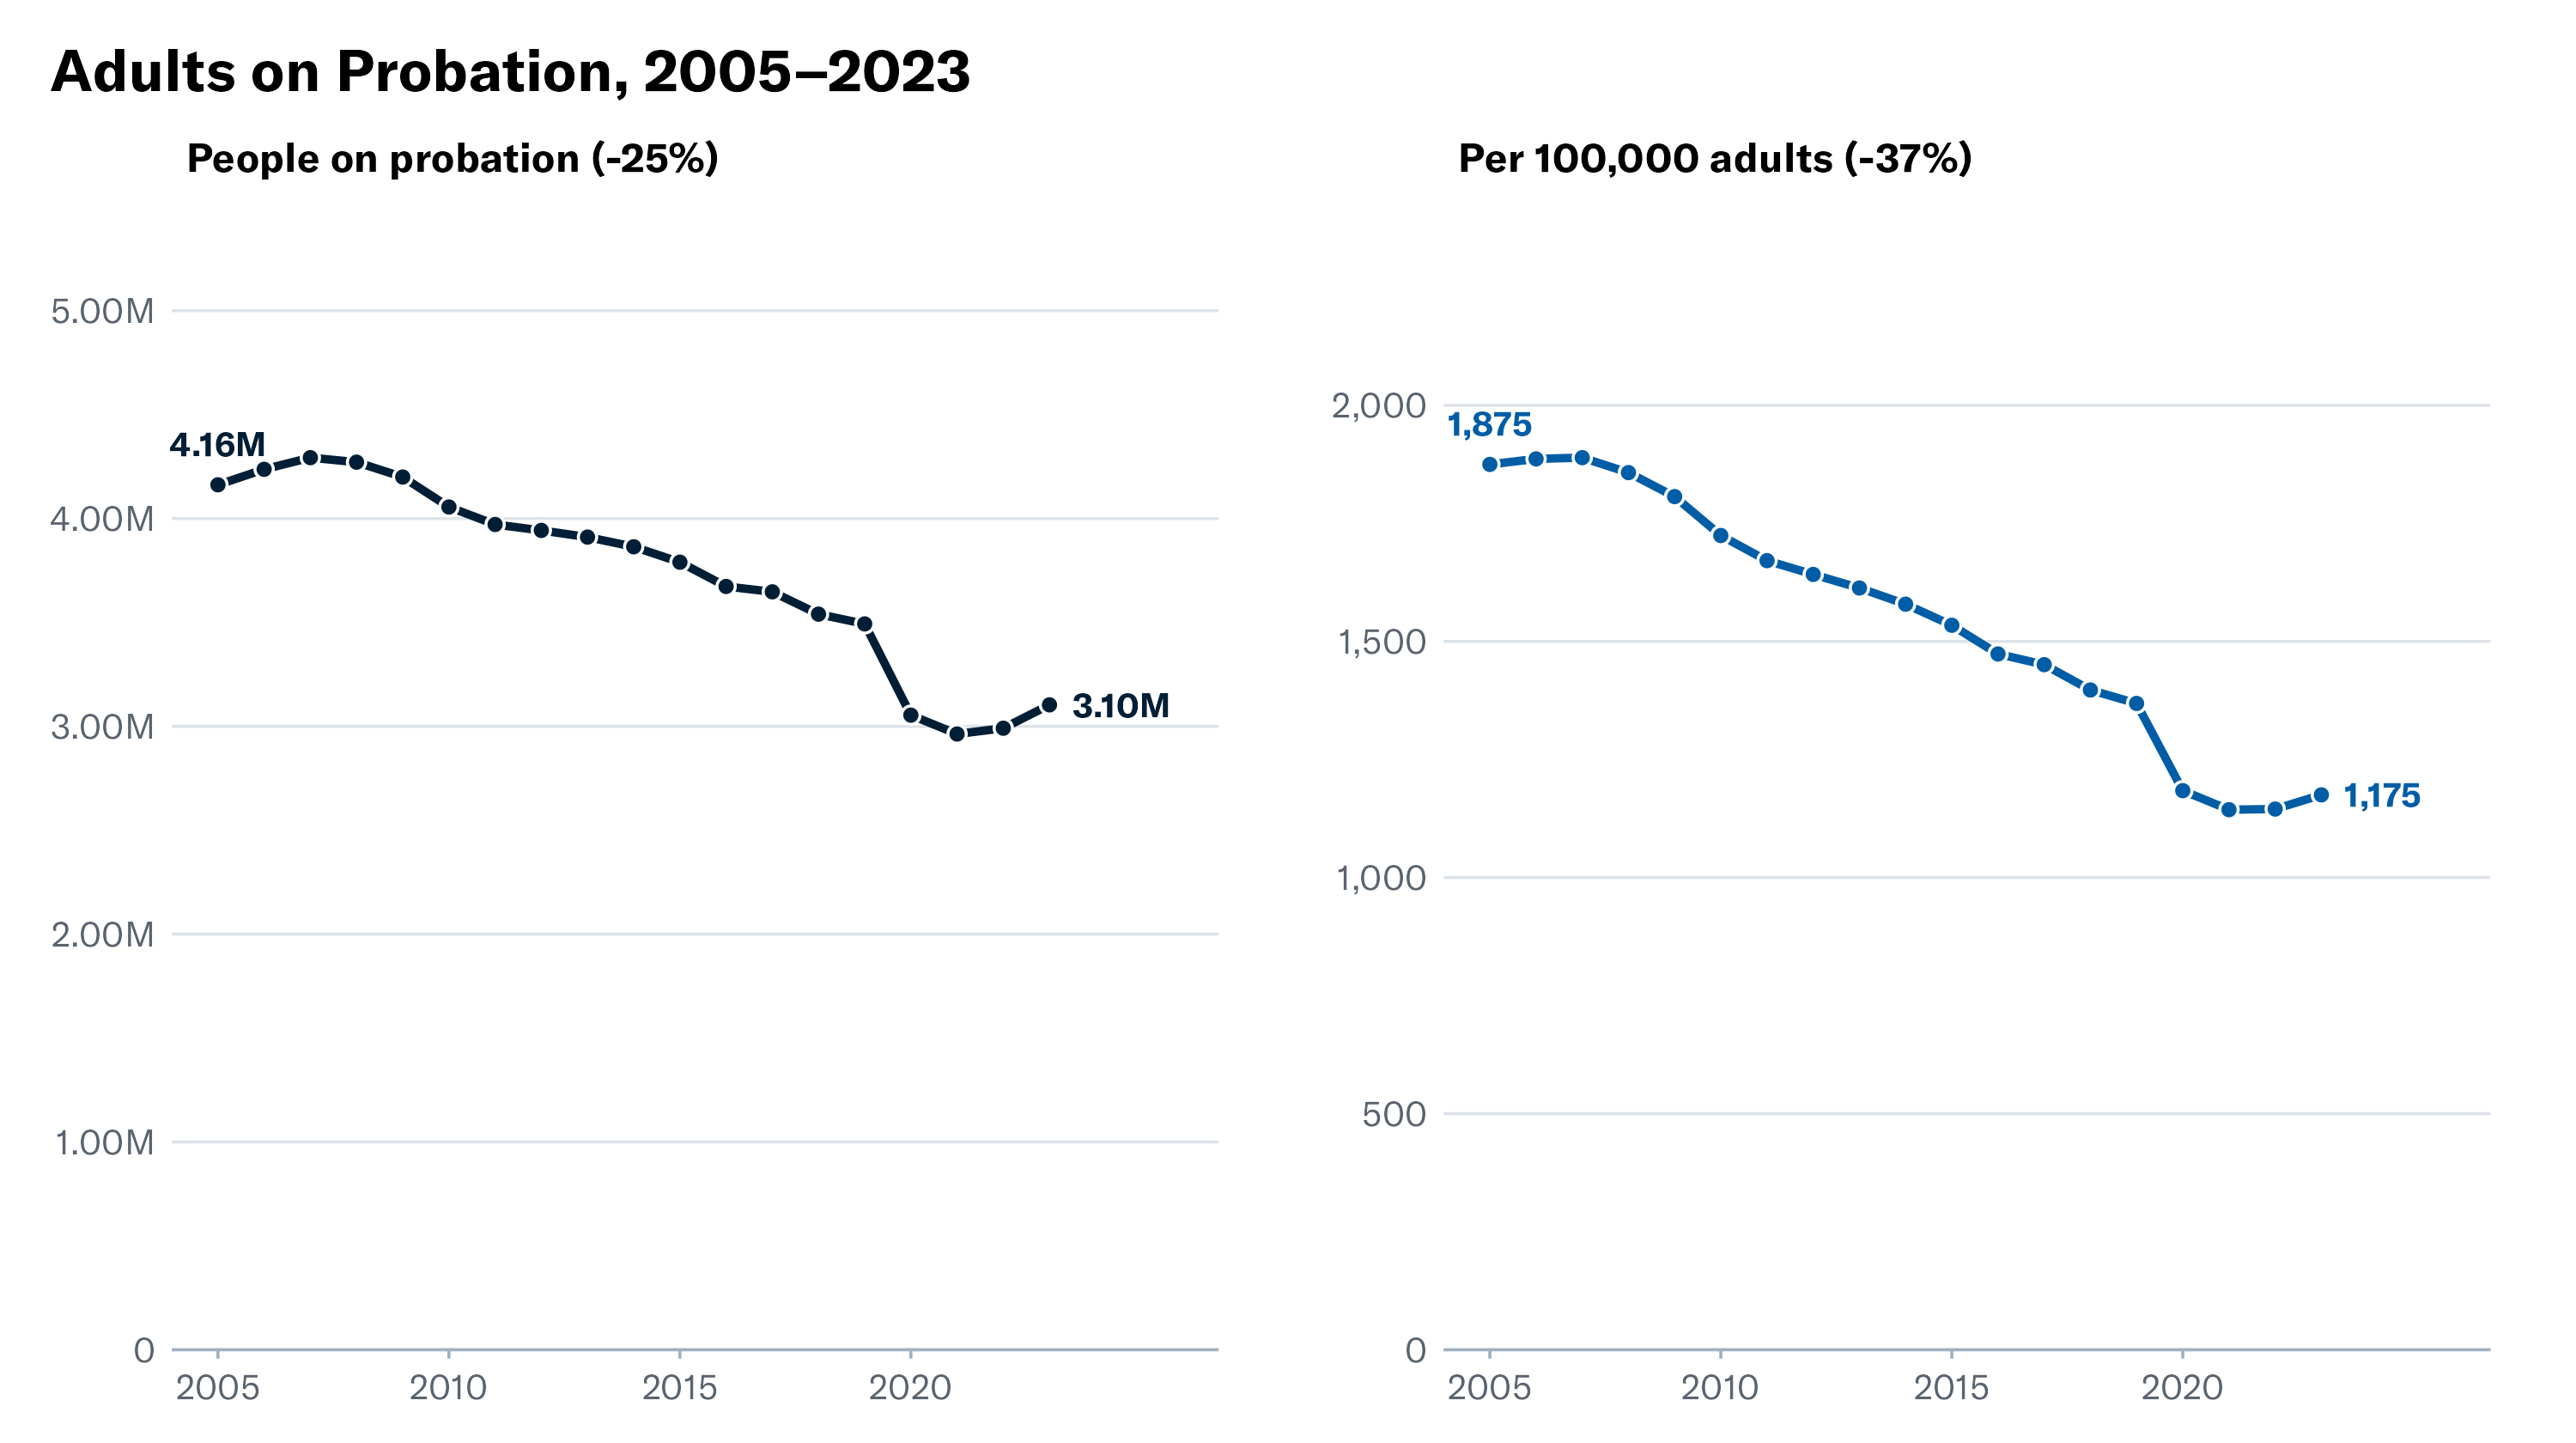 Adults on Probation, 2005–2023
People on probation (-25%)
5.00M
4.00M
3.00M
2.00M
1.00M
0
4.16M
3.10M
2005 2010 2015 2020
Per 100,000 adults (-37%)
2,000
1,500
1,000
500
0
1,875
1,175
2005 2010 2015 2020